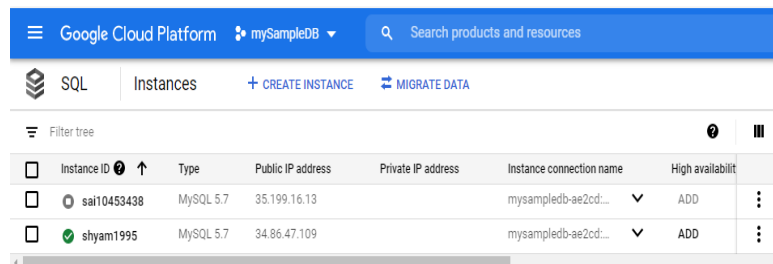 Google Cloud Platform mySampleDB Search products and resources
SQL Instances + CREATE INSTANCE MIGRATE DATA
Filter tree
Instance ID Type Public IP address Private IP address Instance connection name High availabilit
sai10453438 MySQL 5.7 35.199.16.13 mysampledb-ae2cd:... ADD
shyam1995 MySQL 5.7 34.86.47.109 mysampledb-ae2cd:... ADD